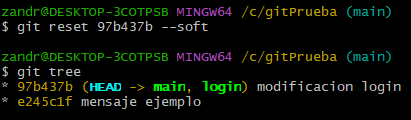 zandr@DESKTOP-3COTPSB MINGW64 /c/gitPrueba (main)
$ git reset 97b437b --soft
zandr@DESKTOP-3COTPSB MINGW64 /c/gitPrueba (main)
$ git tree
* 97b437b (HEAD -> main, login) modificacion login
* e245c1f mensaje ejemplo